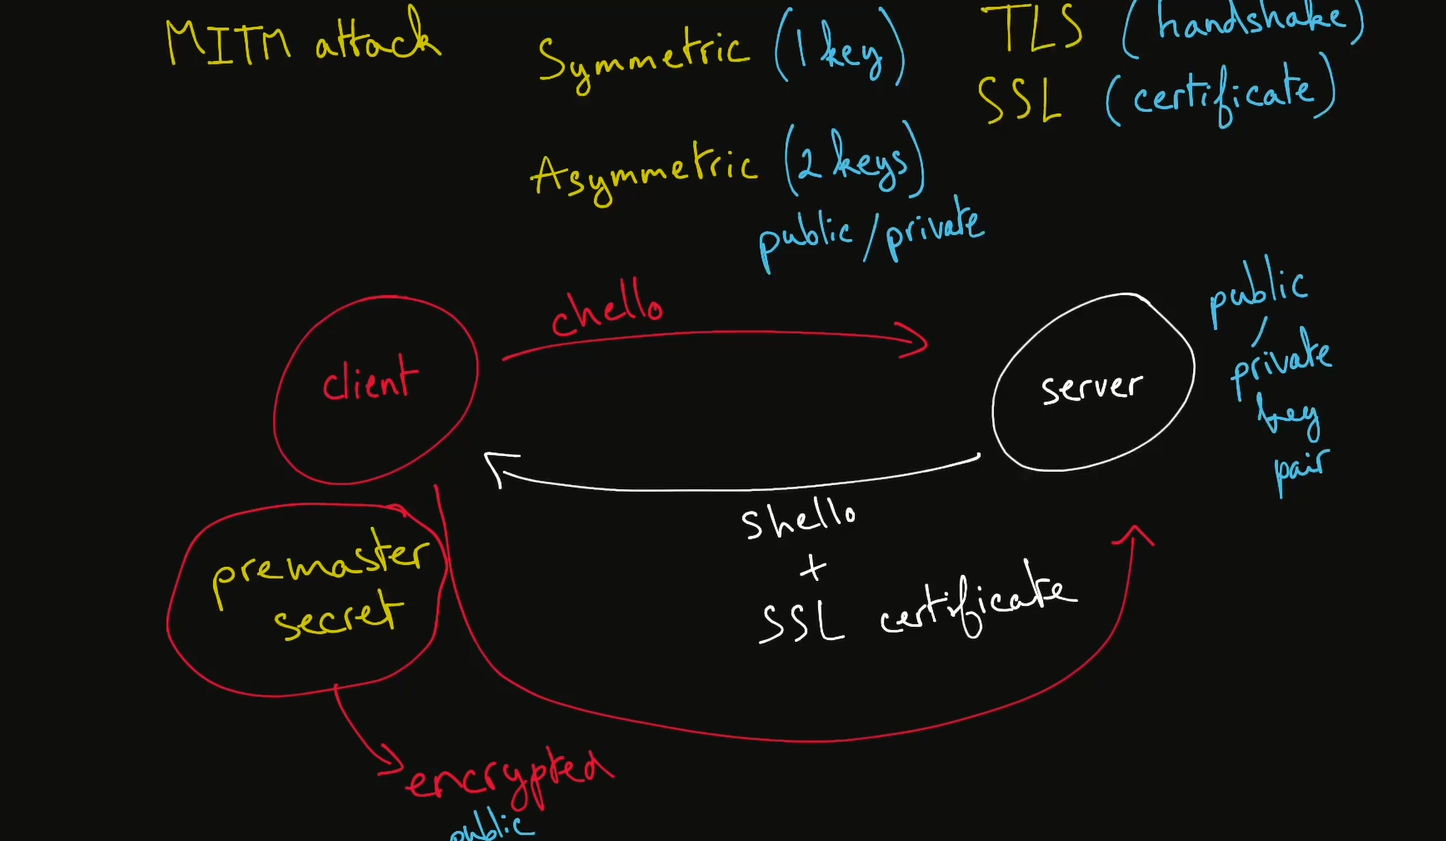 MITM attack
Symmetric (1 key)
TLS (handshake)
SSL (certificate)
Asymmetric (2 keys)
public / private
client
chello
server
public
/
private
key
pair
shello
+
SSL certificate
premaster
secret
encrypted
public